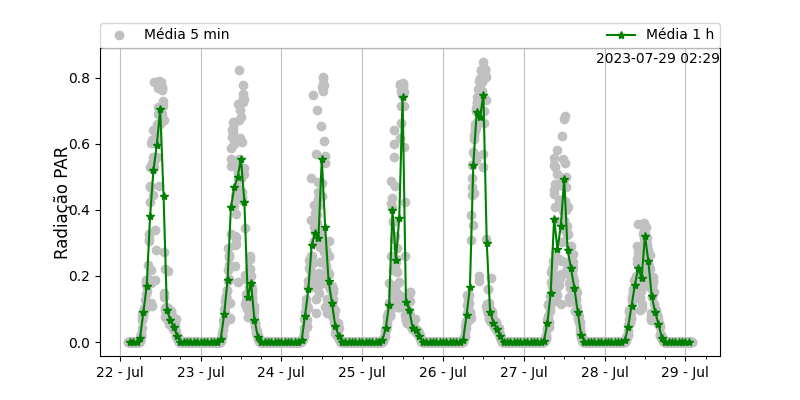 Média 5 min
Média 1 h
2023-07-29 02:29
Radiação PAR
0.8
0.6
0.4
0.2
0.0
22 - Jul
23 - Jul
24 - Jul
25 - Jul
26 - Jul
27 - Jul
28 - Jul
29 - Jul